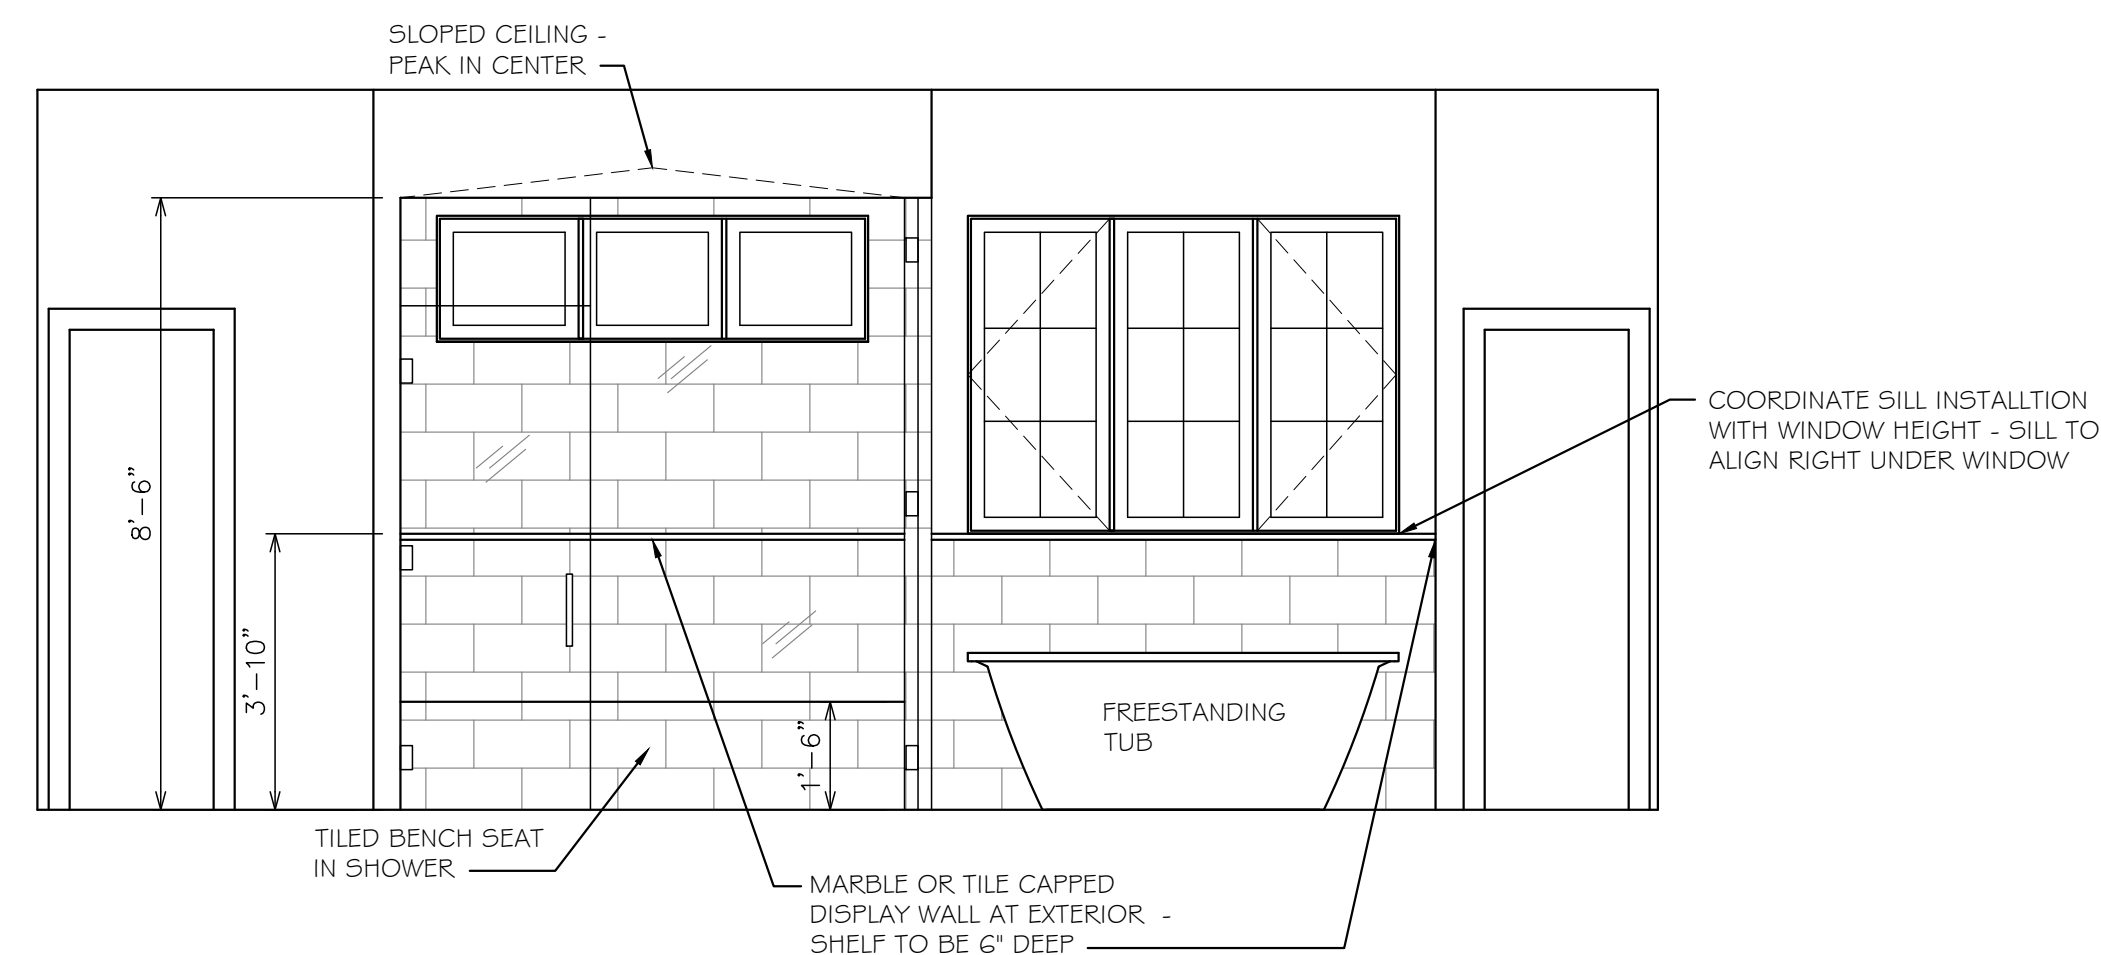 SLOPED CEILING -
PEAK IN CENTER
8'-6"
3'-10"
1'-6"
COORDINATE SILL INSTALLTION
WITH WINDOW HEIGHT - SILL TO
ALIGN RIGHT UNDER WINDOW
FREESTANDING
TUB
TILED BENCH SEAT
IN SHOWER
MARBLE OR TILE CAPPED
DISPLAY WALL AT EXTERIOR -
SHELF TO BE 6" DEEP